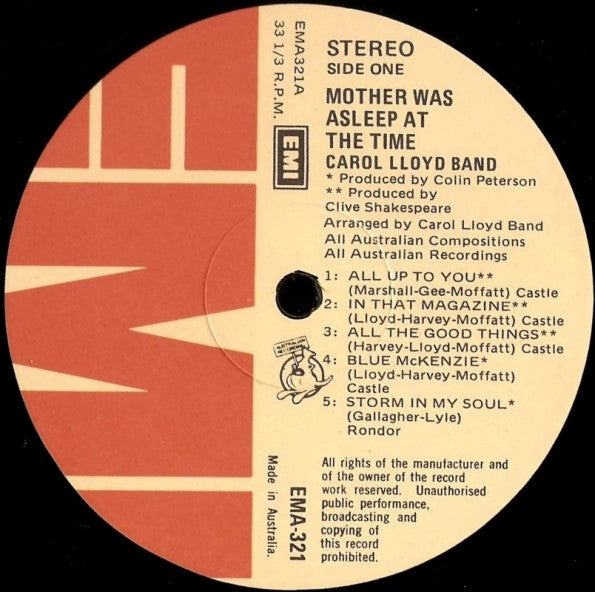 STEREO
SIDE ONE
MOTHER WAS
ASLEEP AT
THE TIME
CAROL LLOYD BAND
* Produced by Colin Peterson
** Produced by
Clive Shakespeare
Arranged by Carol Lloyd Band
All Australian Compositions
All Australian Recordings
1: ALL UP TO YOU**
(Marshall-Gee-Moffatt) Castle
2: IN THAT MAGAZINE**
(Lloyd-Harvey-Moffatt) Castle
3: ALL THE GOOD THINGS**
(Harvey-Lloyd-Moffatt) Castle
4: BLUE McKENZIE*
(Lloyd-Harvey-Moffatt)
Castle
5: STORM IN MY SOUL*
(Gallagher-Lyle)
Rondor
All rights of the manufacturer and
of the owner of the record
work reserved. Unauthorised
public performance,
broadcasting and
copying of
this record
prohibited.
EMA321A
33 1/3 R.P.M.
EMI
AUSTRALIAN
RECORDING
EMA-321
Made in Australia.
EMI